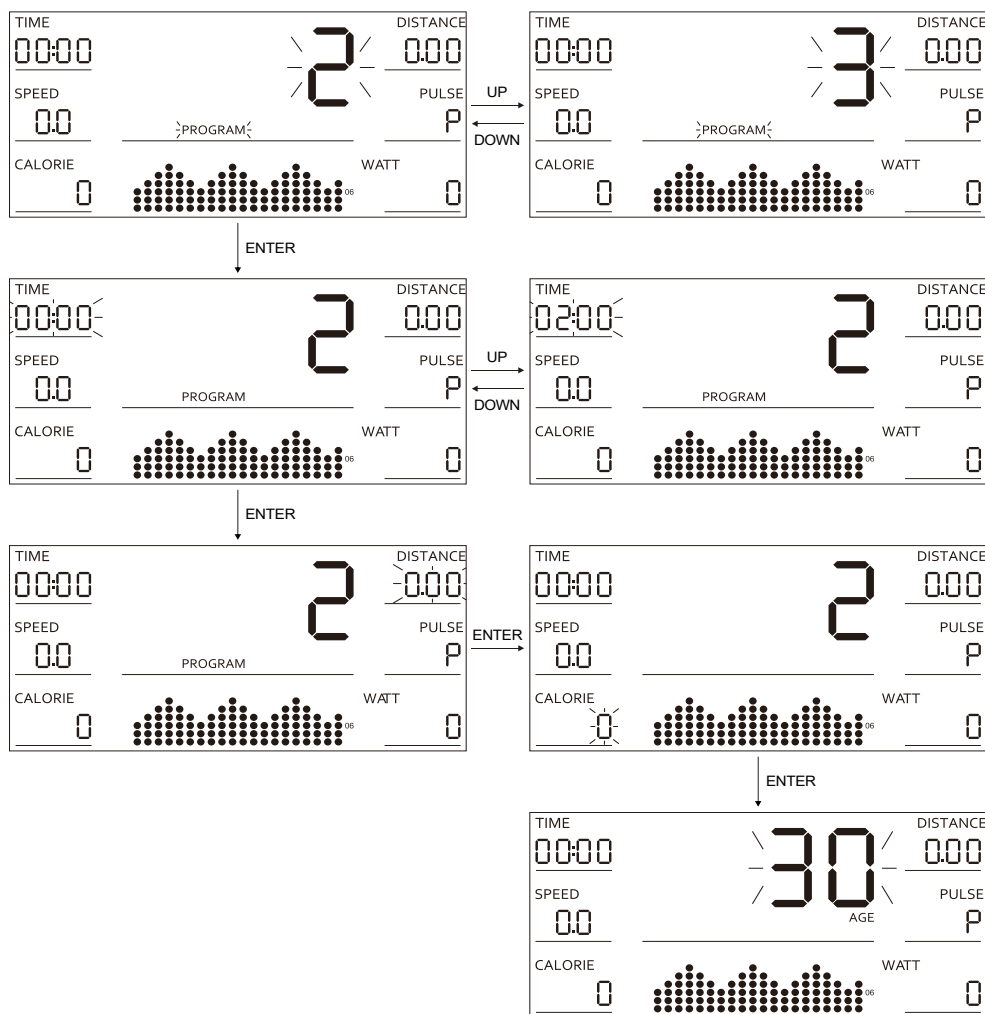 TIME 2 DISTANCE
00:00 0.00
SPEED PULSE
0.0 PROGRAM P
CALORIE WATT
0 06 0
UP
DOWN
TIME 3 DISTANCE
00:00 0.00
SPEED PULSE
0.0 PROGRAM P
CALORIE WATT
0 06 0
ENTER
TIME 2 DISTANCE
00:00 0.00
SPEED PULSE
0.0 PROGRAM P
CALORIE WATT
0 06 0
UP
DOWN
TIME 2 DISTANCE
02:00 0.00
SPEED PULSE
0.0 PROGRAM P
CALORIE WATT
0 06 0
ENTER
TIME 2 DISTANCE
00:00 0.00
SPEED PULSE
0.0 PROGRAM P
CALORIE WATT
0 06 0
ENTER
TIME 2 DISTANCE
00:00 0.00
SPEED PULSE
0.0 P
CALORIE WATT
0 06 0
ENTER
TIME 30 DISTANCE
00:00 0.00
SPEED AGE PULSE
0.0 P
CALORIE WATT
0 06 0